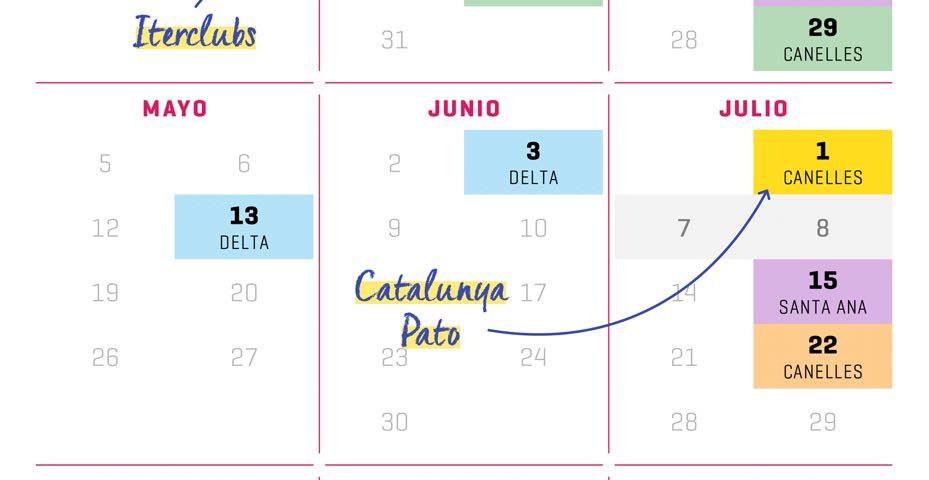 Iterclubs
31
28
29
CANELLES
MAYO
JUNIO
JULIO
5
6
2
3
DELTA
1
CANELLES
12
13
DELTA
9
10
7
8
19
20
Catalunya
Pato
17
14
15
SANTA ANA
26
27
23
24
21
22
CANELLES
30
28
29